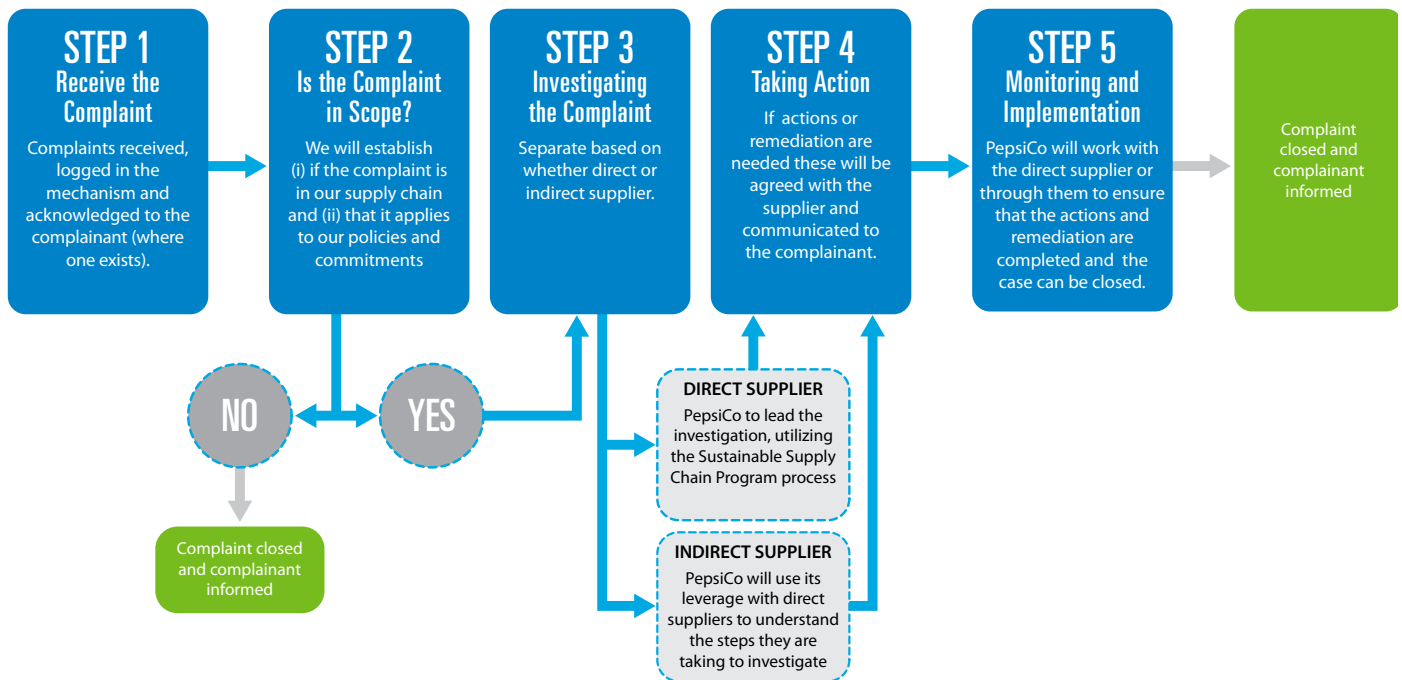 STEP 1
Receive the
Complaint
Complaints received,
logged in the
mechanism and
acknowledged to the
complainant (where
one exists).
STEP 2
Is the Complaint
in Scope?
We will establish
(i) if the complaint is
in our supply chain
and (ii) that it applies
to our policies and
commitments
STEP 3
Investigating
the Complaint
Separate based on
whether direct or
indirect supplier.
STEP 4
Taking Action
If actions or
remediation are
needed these will be
agreed with the
supplier and
communicated to
the complainant.
STEP 5
Monitoring and
Implementation
PepsiCo will work with
the direct supplier or
through them to ensure
that the actions and
remediation are
completed and the
case can be closed.
Complaint
closed and
complainant
informed
NO
YES
Complaint closed
and complainant
informed
DIRECT SUPPLIER
PepsiCo to lead the
investigation, utilizing
the Sustainable Supply
Chain Program process
INDIRECT SUPPLIER
PepsiCo will use its
leverage with direct
suppliers to understand
the steps they are
taking to investigate